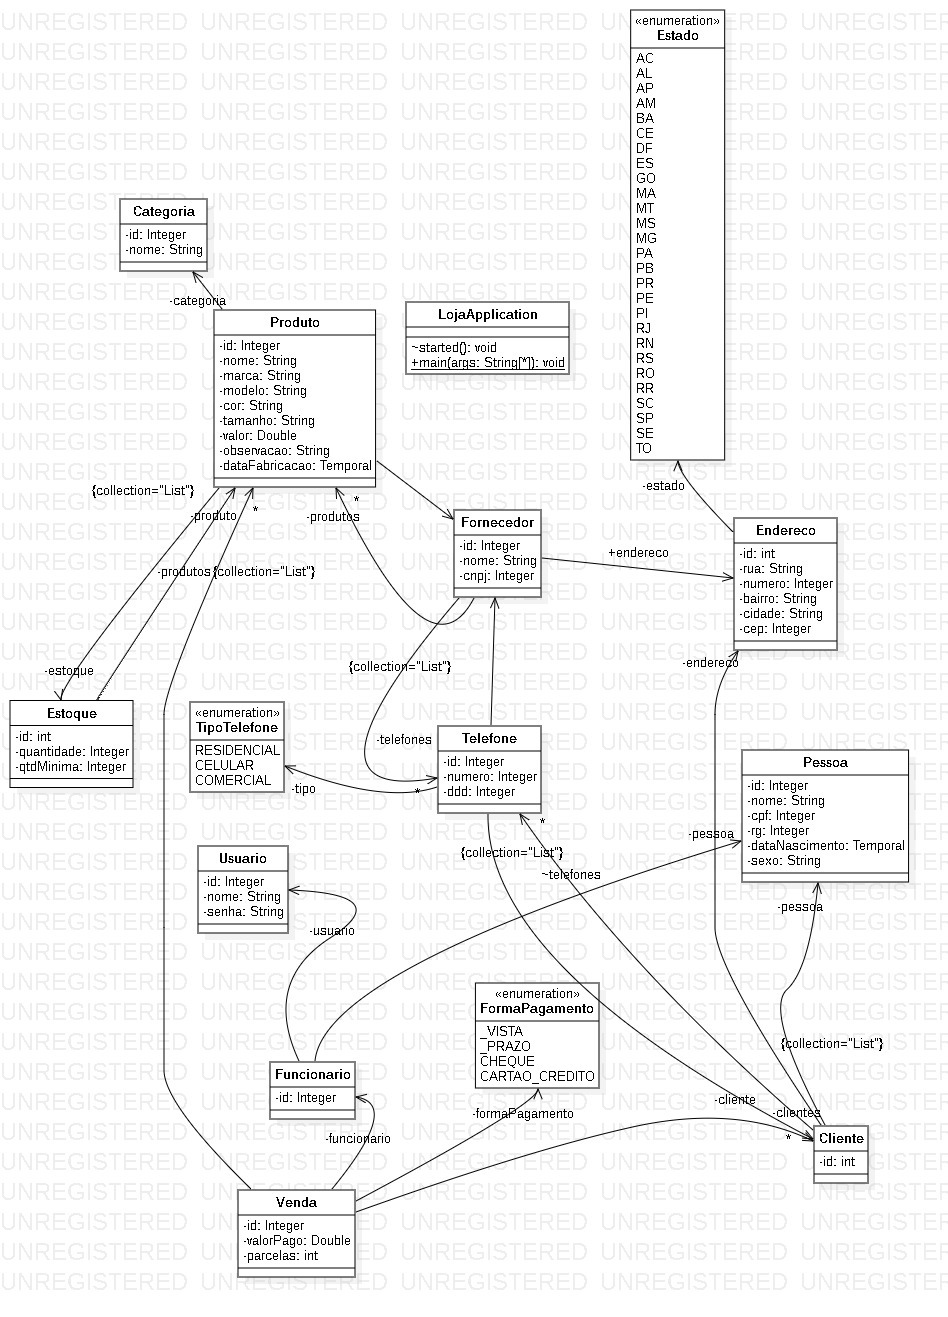 «enumeration»
Estado
AC
AL
AP
AM
BA
CE
DF
ES
GO
MA
MT
MS
MG
PA
PB
PR
PE
PI
RJ
RN
RS
RO
RR
SC
SP
SE
TO
Categoria
-id: Integer
-nome: String
-categoria
Produto
-id: Integer
-nome: String
-marca: String
-modelo: String
-cor: String
-tamanho: String
-valor: Double
-observacao: String
-dataFabricacao: Temporal
LojaApplication
~started(): void
+main(args: String[*]): void
-estado
{collection="List"}
-produto
*
-produtos
*
Fornecedor
-id: Integer
-nome: String
-cnpj: Integer
+endereco
Endereco
-id: int
-rua: String
-numero: Integer
-bairro: String
-cidade: String
-cep: Integer
-produtos
{collection="List"}
-estoque
{collection="List"}
-endereco
Estoque
-id: int
-quantidade: Integer
-qtdMinima: Integer
«enumeration»
TipoTelefone
RESIDENCIAL
CELULAR
COMERCIAL
-telefones
Telefone
-id: Integer
-numero: Integer
-ddd: Integer
-tipo
*
Pessoa
-id: Integer
-nome: String
-cpf: Integer
-rg: Integer
-dataNascimento: Temporal
-sexo: String
*
-pessoa
{collection="List"}
~telefones
Usuario
-id: Integer
-nome: String
-senha: String
-usuario
-pessoa
«enumeration»
FormaPagamento
_VISTA
_PRAZO
CHEQUE
CARTAO_CREDITO
{collection="List"}
Funcionario
-id: Integer
-cliente
-clientes
-formaPagamento
-funcionario
*
Cliente
-id: int
Venda
-id: Integer
-valorPago: Double
-parcelas: int
UNREGISTERED